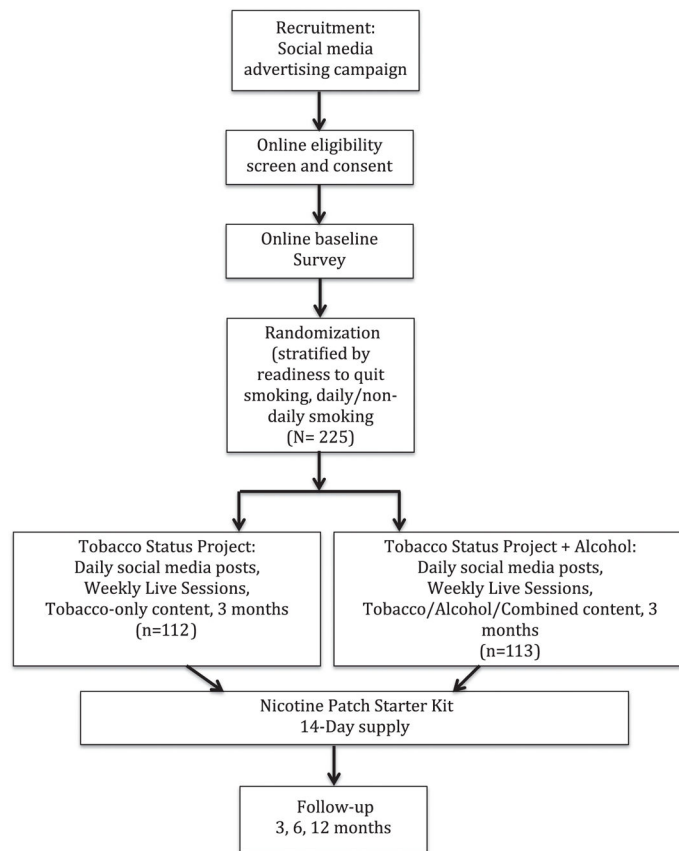 Recruitment:
Social media
advertising campaign
Online eligibility
screen and consent
Online baseline
Survey
Randomization
(stratified by
readiness to quit
smoking, daily/non-
daily smoking
(N= 225)
Tobacco Status Project:
Daily social media posts,
Weekly Live Sessions,
Tobacco-only content, 3 months
(n=112)
Tobacco Status Project + Alcohol:
Daily social media posts,
Weekly Live Sessions,
Tobacco/Alcohol/Combined content, 3
months
(n=113)
Nicotine Patch Starter Kit
14-Day supply
Follow-up
3, 6, 12 months